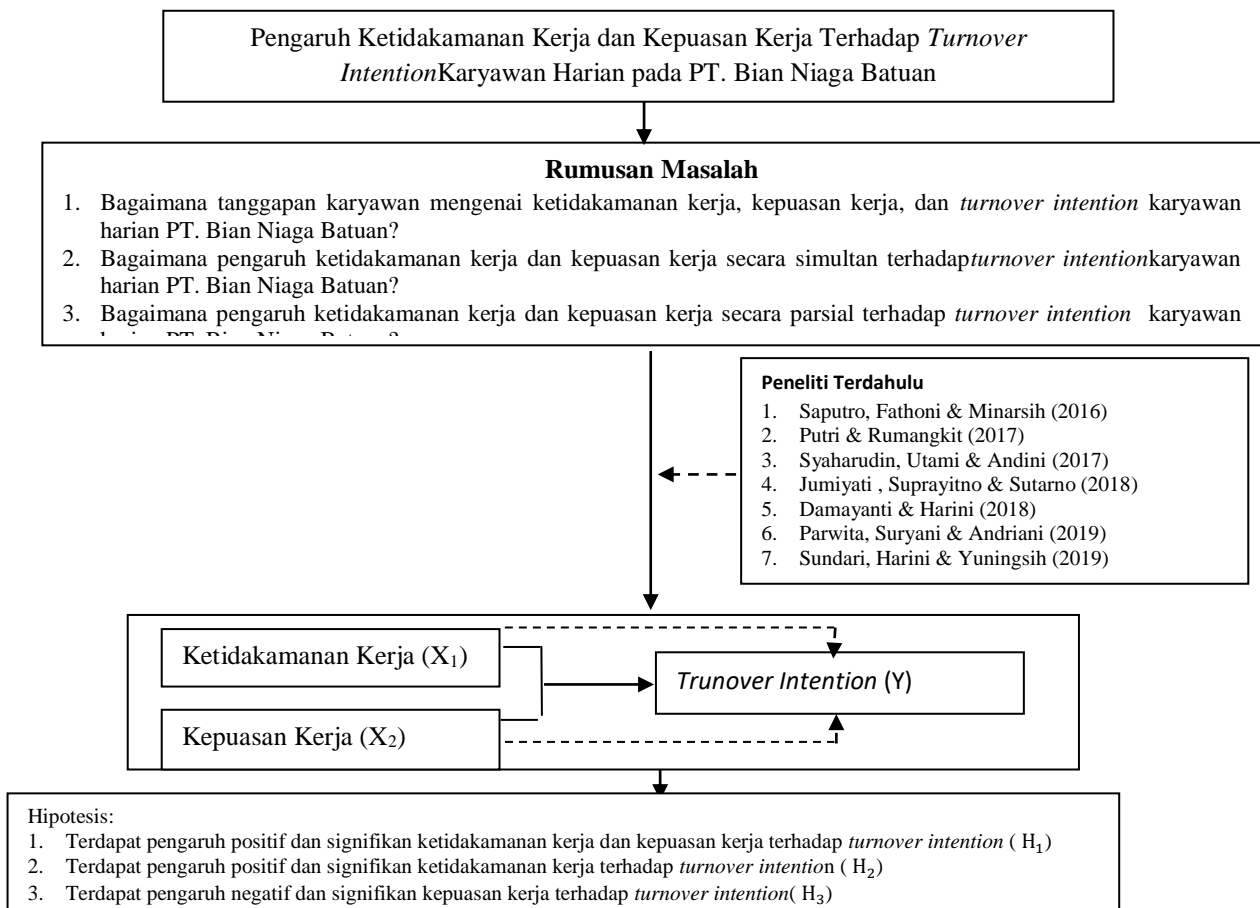 Pengaruh Ketidakamanan Kerja dan Kepuasan Kerja Terhadap Turnover
IntentionKaryawan Harian pada PT. Bian Niaga Batuan
Rumusan Masalah
1. Bagaimana tanggapan karyawan mengenai ketidakamanan kerja, kepuasan kerja, dan turnover intention karyawan
harian PT. Bian Niaga Batuan?
2. Bagaimana pengaruh ketidakamanan kerja dan kepuasan kerja secara simultan terhadapturnover intentionkaryawan
harian PT. Bian Niaga Batuan?
3. Bagaimana pengaruh ketidakamanan kerja dan kepuasan kerja secara parsial terhadap turnover intention karyawan
harian PT. Bian Niaga Batuan?
Peneliti Terdahulu
1. Saputro, Fathoni & Minarsih (2016)
2. Putri & Rumangkit (2017)
3. Syaharudin, Utami & Andini (2017)
4. Jumiyati , Suprayitno & Sutarno (2018)
5. Damayanti & Harini (2018)
6. Parwita, Suryani & Andriani (2019)
7. Sundari, Harini & Yuningsih (2019)
Ketidakamanan Kerja (X₁)
Trunover Intention (Y)
Kepuasan Kerja (X₂)
Hipotesis:
1. Terdapat pengaruh positif dan signifikan ketidakamanan kerja dan kepuasan kerja terhadap turnover intention ( H₁)
2. Terdapat pengaruh positif dan signifikan ketidakamanan kerja terhadap turnover intention ( H₂)
3. Terdapat pengaruh negatif dan signifikan kepuasan kerja terhadap turnover intention( H₃)